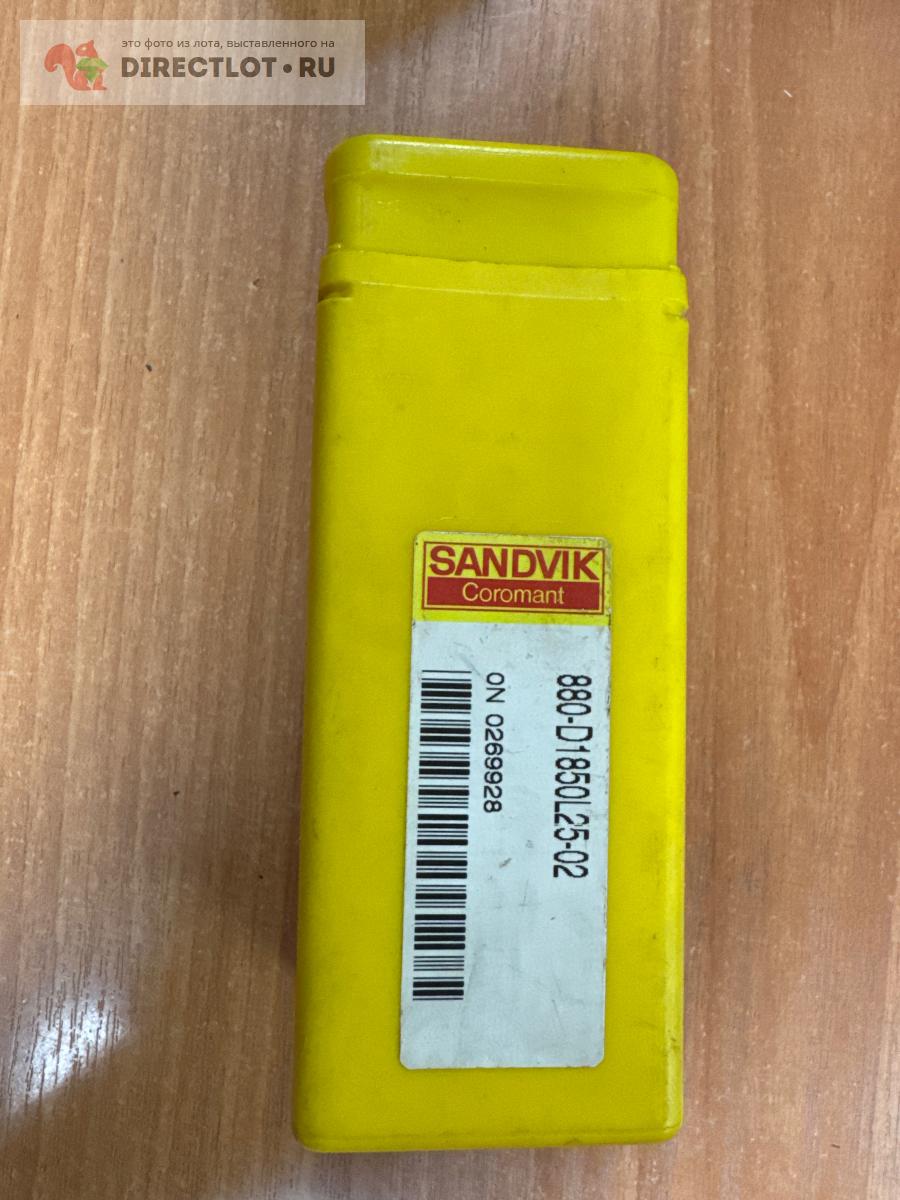 это фото из лота, выставленного на
DIRECTLOT•RU
SANDVIK
Coromant
880-D1850L25-02
ON 0269928